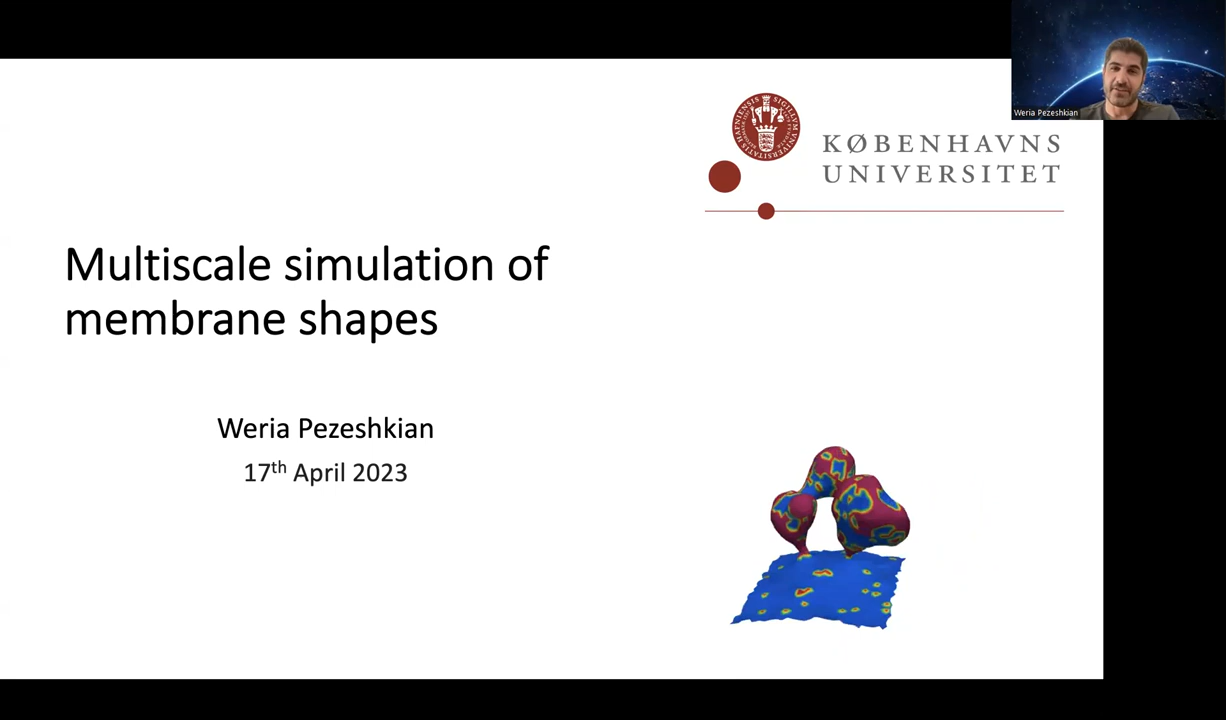 Weria Pezeshkian
KØBENHAVNS
UNIVERSITET
Multiscale simulation of
membrane shapes
Weria Pezeshkian
17th April 2023